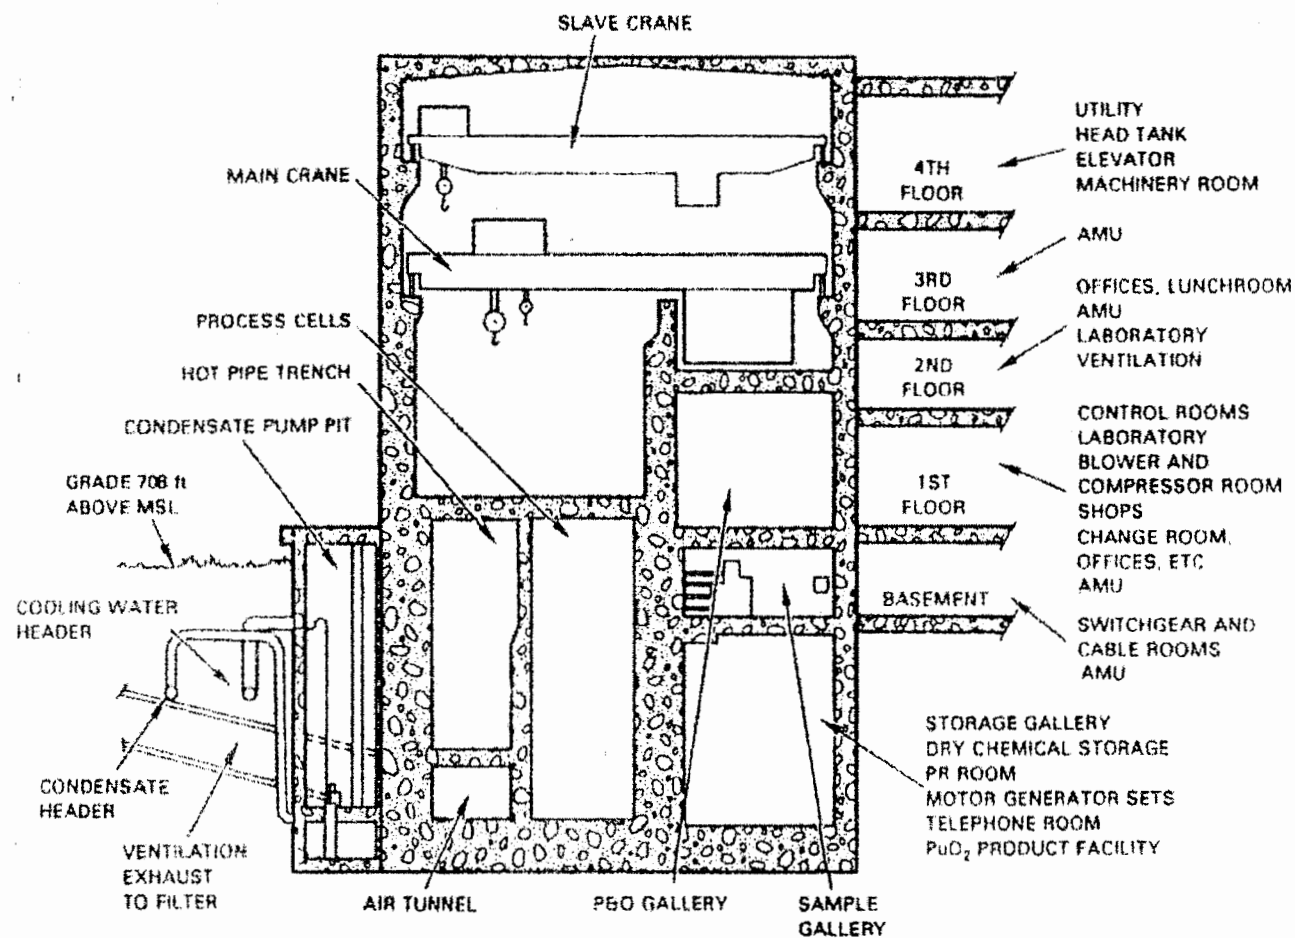 SLAVE CRANE
MAIN CRANE
PROCESS CELLS
HOT PIPE TRENCH
CONDENSATE PUMP PIT
GRADE 708 ft
ABOVE MSL
COOLING WATER
HEADER
CONDENSATE
HEADER
VENTILATION
EXHAUST
TO FILTER
AIR TUNNEL
P&O GALLERY
SAMPLE
GALLERY
4TH
FLOOR
3RD
FLOOR
2ND
FLOOR
1ST
FLOOR
BASEMENT
UTILITY
HEAD TANK
ELEVATOR
MACHINERY ROOM
AMU
OFFICES, LUNCHROOM
AMU
LABORATORY
VENTILATION
CONTROL ROOMS
LABORATORY
BLOWER AND
COMPRESSOR ROOM
SHOPS
CHANGE ROOM,
OFFICES, ETC
AMU
SWITCHGEAR AND
CABLE ROOMS
AMU
STORAGE GALLERY
DRY CHEMICAL STORAGE
PR ROOM
MOTOR GENERATOR SETS
TELEPHONE ROOM
PuO₂ PRODUCT FACILITY